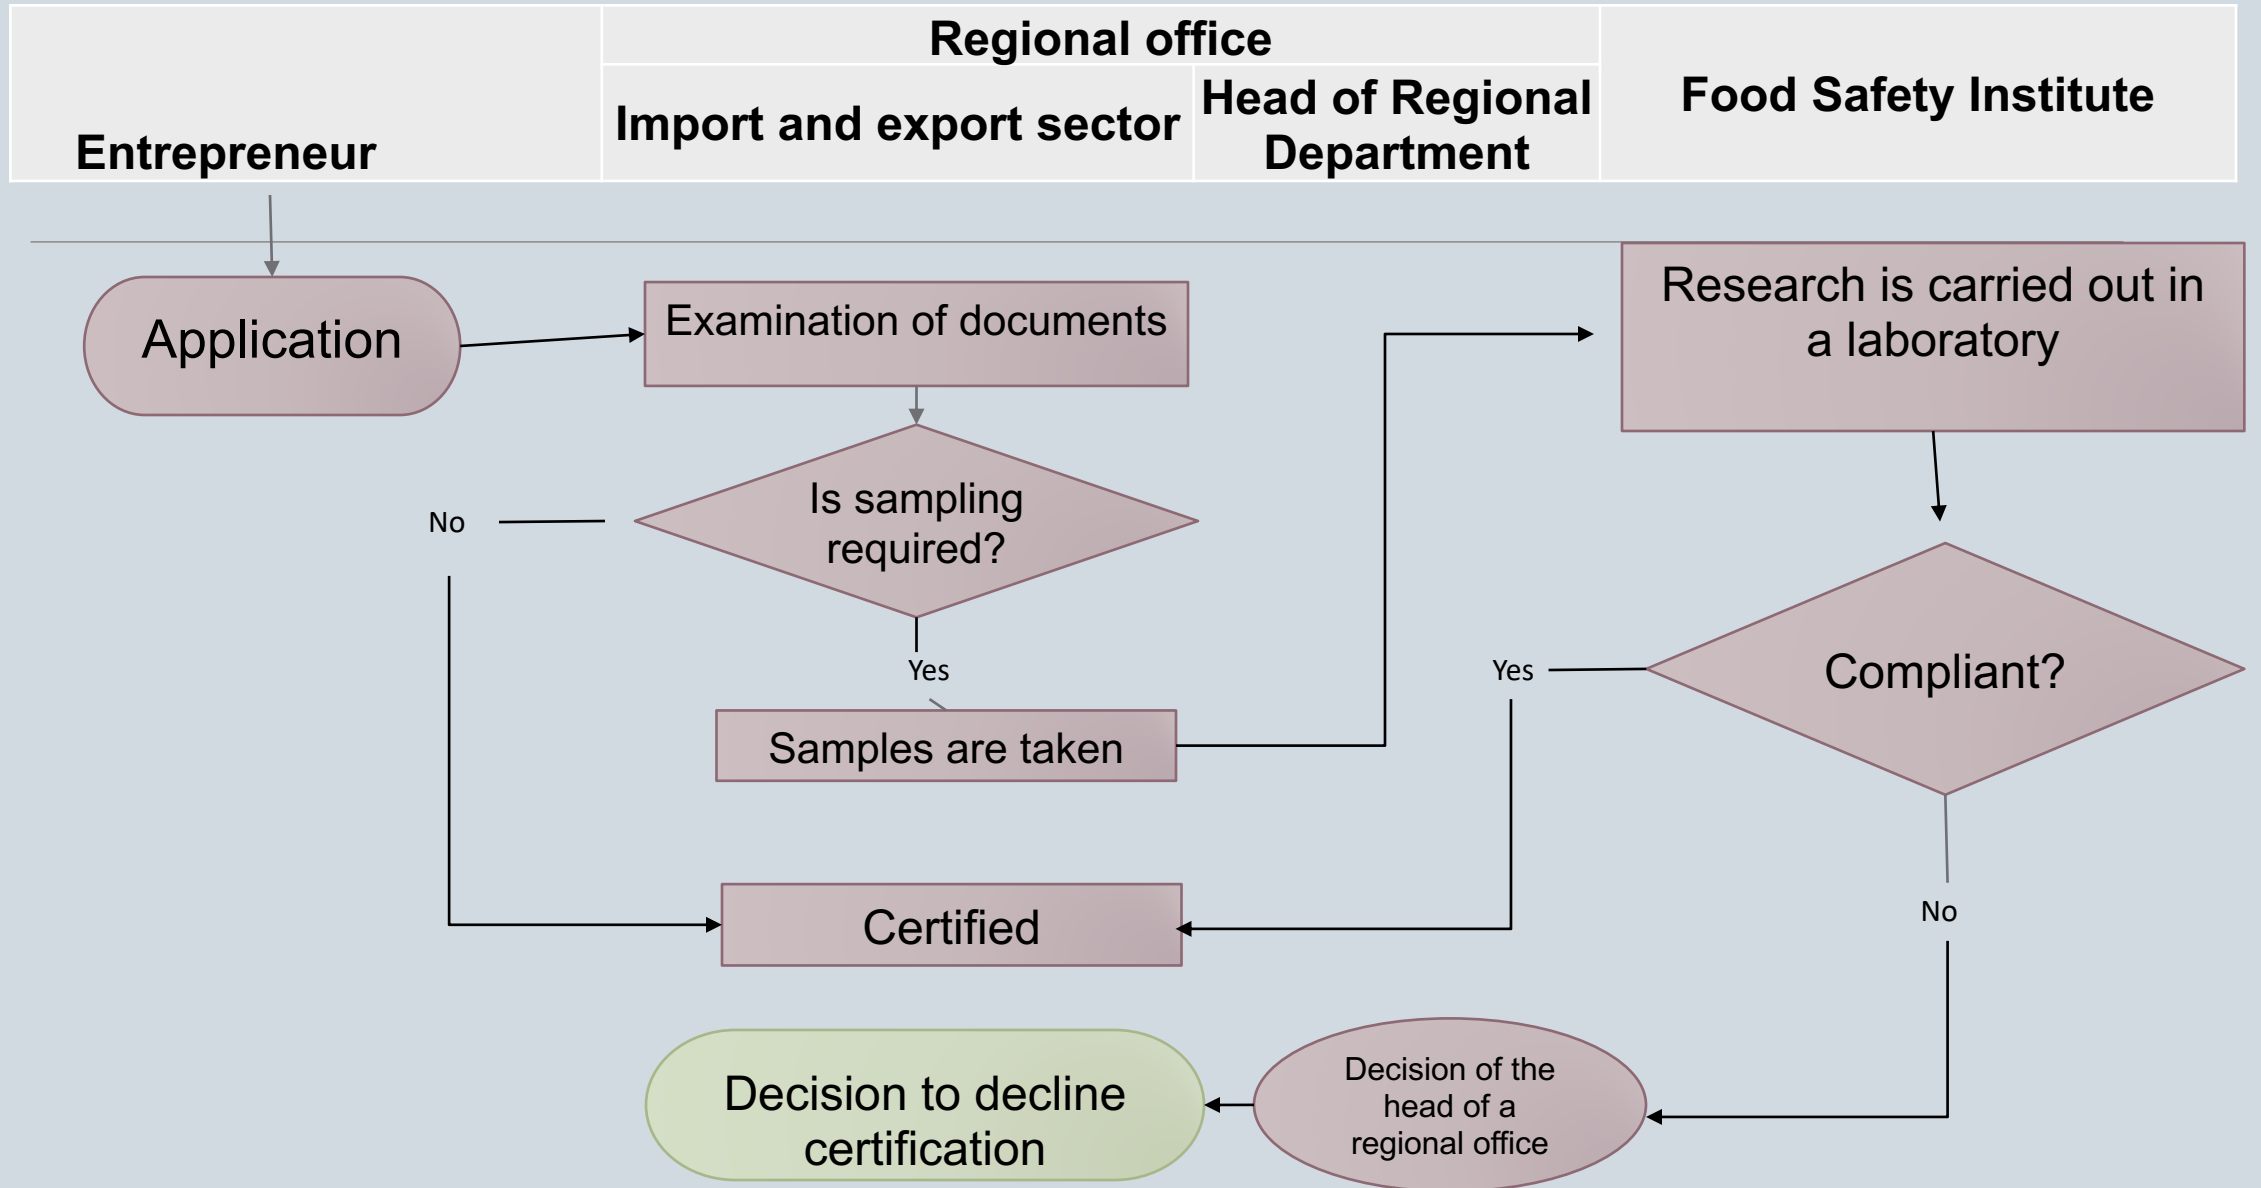 Regional office
Entrepreneur
Import and export sector
Head of Regional
Department
Food Safety Institute
Application
Examination of documents
Research is carried out in
a laboratory
Is sampling
required?
No
Yes
Samples are taken
Yes
Compliant?
Certified
No
Decision to decline
certification
Decision of the
head of a
regional office